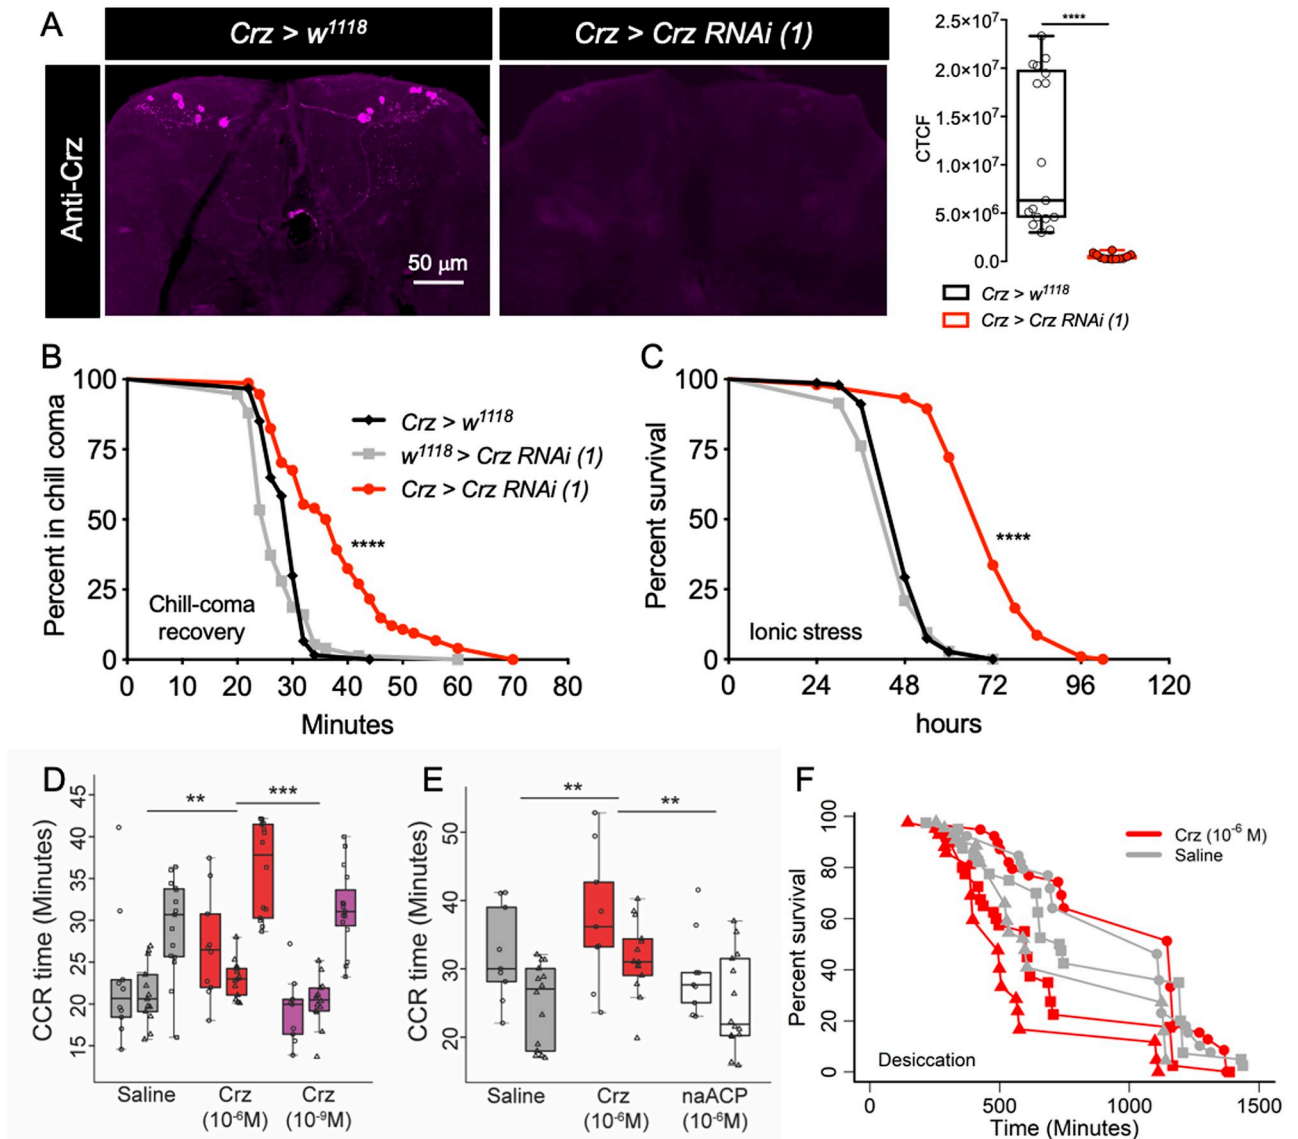 A
Crz > w¹¹¹⁸
Crz > Crz RNAi (1)
Anti-Crz
50 μm
****
CTCF
2.5×10⁷
2.0×10⁷
1.5×10⁷
1.0×10⁷
5.0×10⁶
0.0
Crz > w¹¹¹⁸
Crz > Crz RNAi (1)
B
Percent in chill coma
100
75
50
25
0
Crz > w¹¹¹⁸
w¹¹¹⁸ > Crz RNAi (1)
Crz > Crz RNAi (1)
****
Chill-coma
recovery
0 10 20 30 40 50 60 70 80
Minutes
C
Percent survival
100
75
50
25
0
****
Ionic stress
0 24 48 72 96 120
hours
D
CCR time (Minutes)
45
40
35
30
25
20
15
** ***
Saline Crz Crz
(10⁻⁶M) (10⁻⁹M)
E
CCR time (Minutes)
50
40
30
20
** **
Saline Crz naACP
(10⁻⁶M) (10⁻⁶M)
F
Percent survival
100
80
60
40
20
0
Crz (10⁻⁶ M)
Saline
Desiccation
0 500 1000 1500
Time (Minutes)